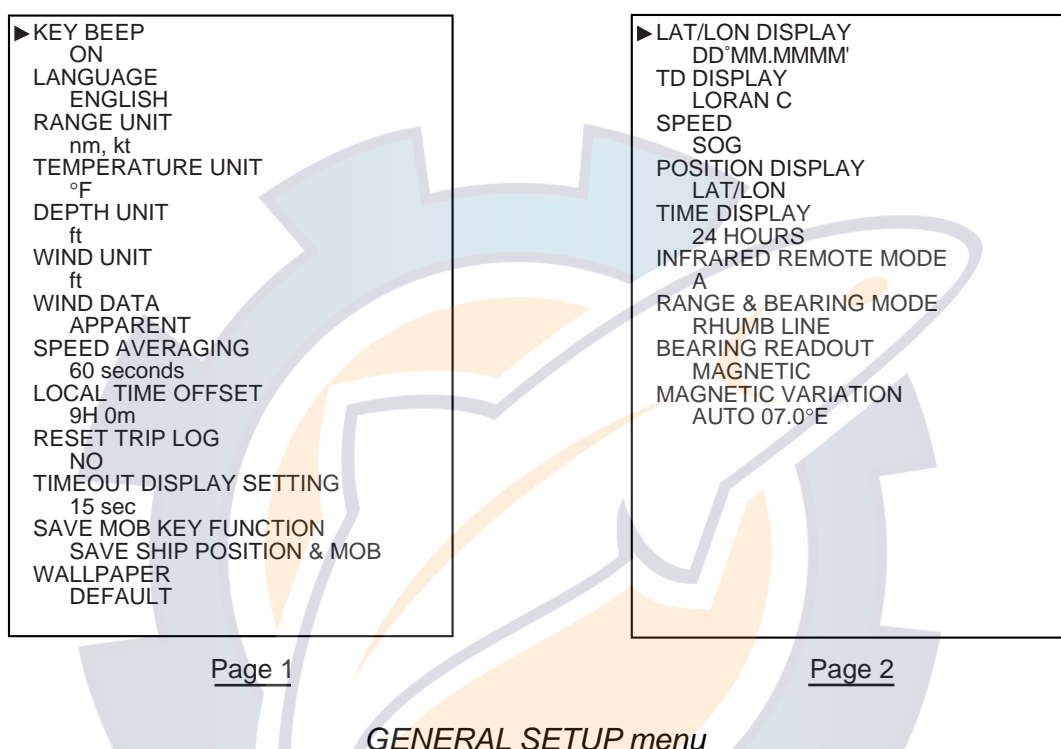 ▶KEY BEEP
ON
LANGUAGE
ENGLISH
RANGE UNIT
nm, kt
TEMPERATURE UNIT
°F
DEPTH UNIT
ft
WIND UNIT
ft
WIND DATA
APPARENT
SPEED AVERAGING
60 seconds
LOCAL TIME OFFSET
9H 0m
RESET TRIP LOG
NO
TIMEOUT DISPLAY SETTING
15 sec
SAVE MOB KEY FUNCTION
SAVE SHIP POSITION & MOB
WALLPAPER
DEFAULT
Page 1
▶LAT/LON DISPLAY
DD°MM.MMMM'
TD DISPLAY
LORAN C
SPEED
SOG
POSITION DISPLAY
LAT/LON
TIME DISPLAY
24 HOURS
INFRARED REMOTE MODE
A
RANGE & BEARING MODE
RHUMB LINE
BEARING READOUT
MAGNETIC
MAGNETIC VARIATION
AUTO 07.0°E
Page 2
GENERAL SETUP menu